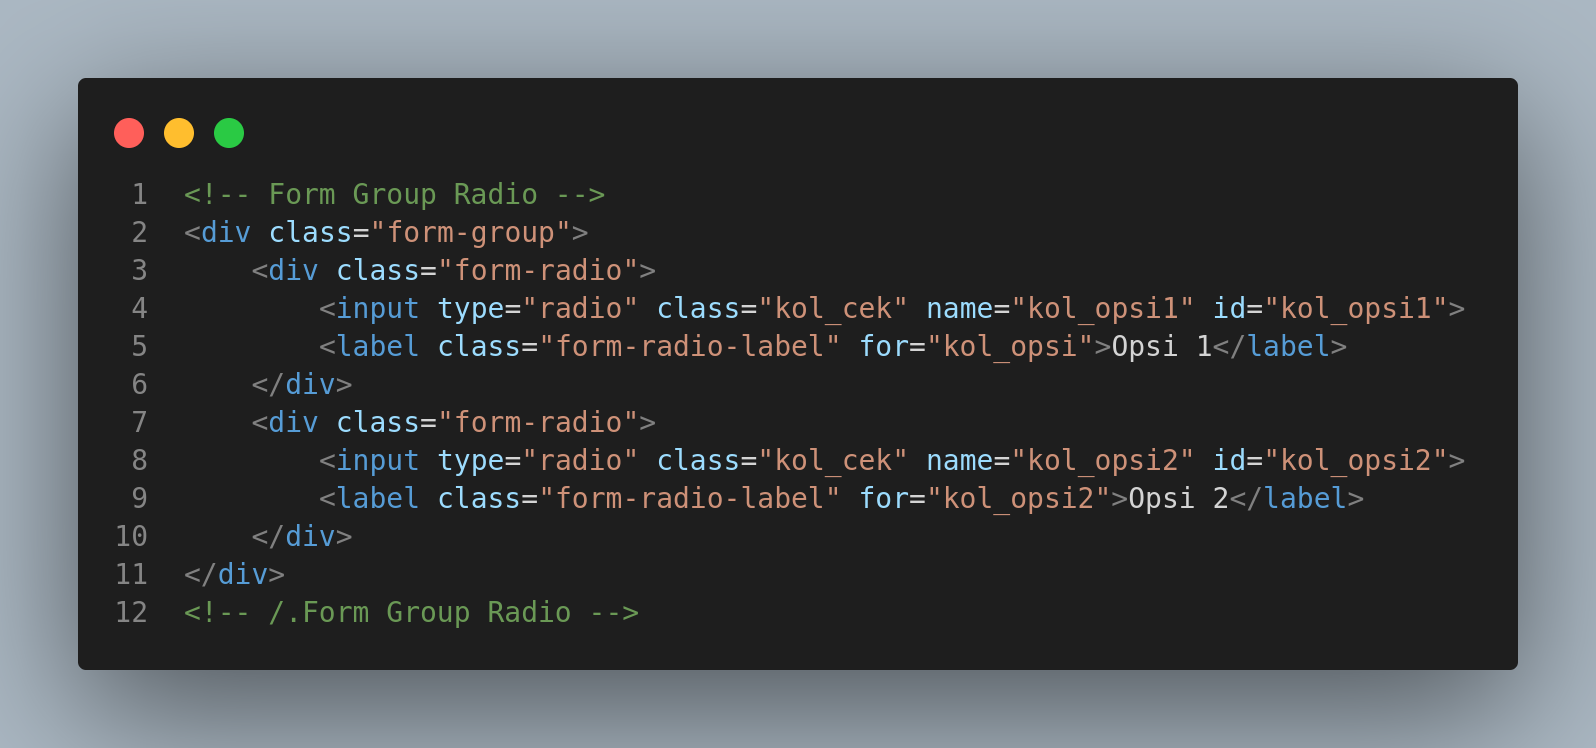 1 <!-- Form Group Radio -->
2 <div class="form-group">
3     <div class="form-radio">
4         <input type="radio" class="kol_cek" name="kol_opsi1" id="kol_opsi1">
5         <label class="form-radio-label" for="kol_opsi">Opsi 1</label>
6     </div>
7     <div class="form-radio">
8         <input type="radio" class="kol_cek" name="kol_opsi2" id="kol_opsi2">
9         <label class="form-radio-label" for="kol_opsi2">Opsi 2</label>
10     </div>
11 </div>
12 <!-- /.Form Group Radio -->